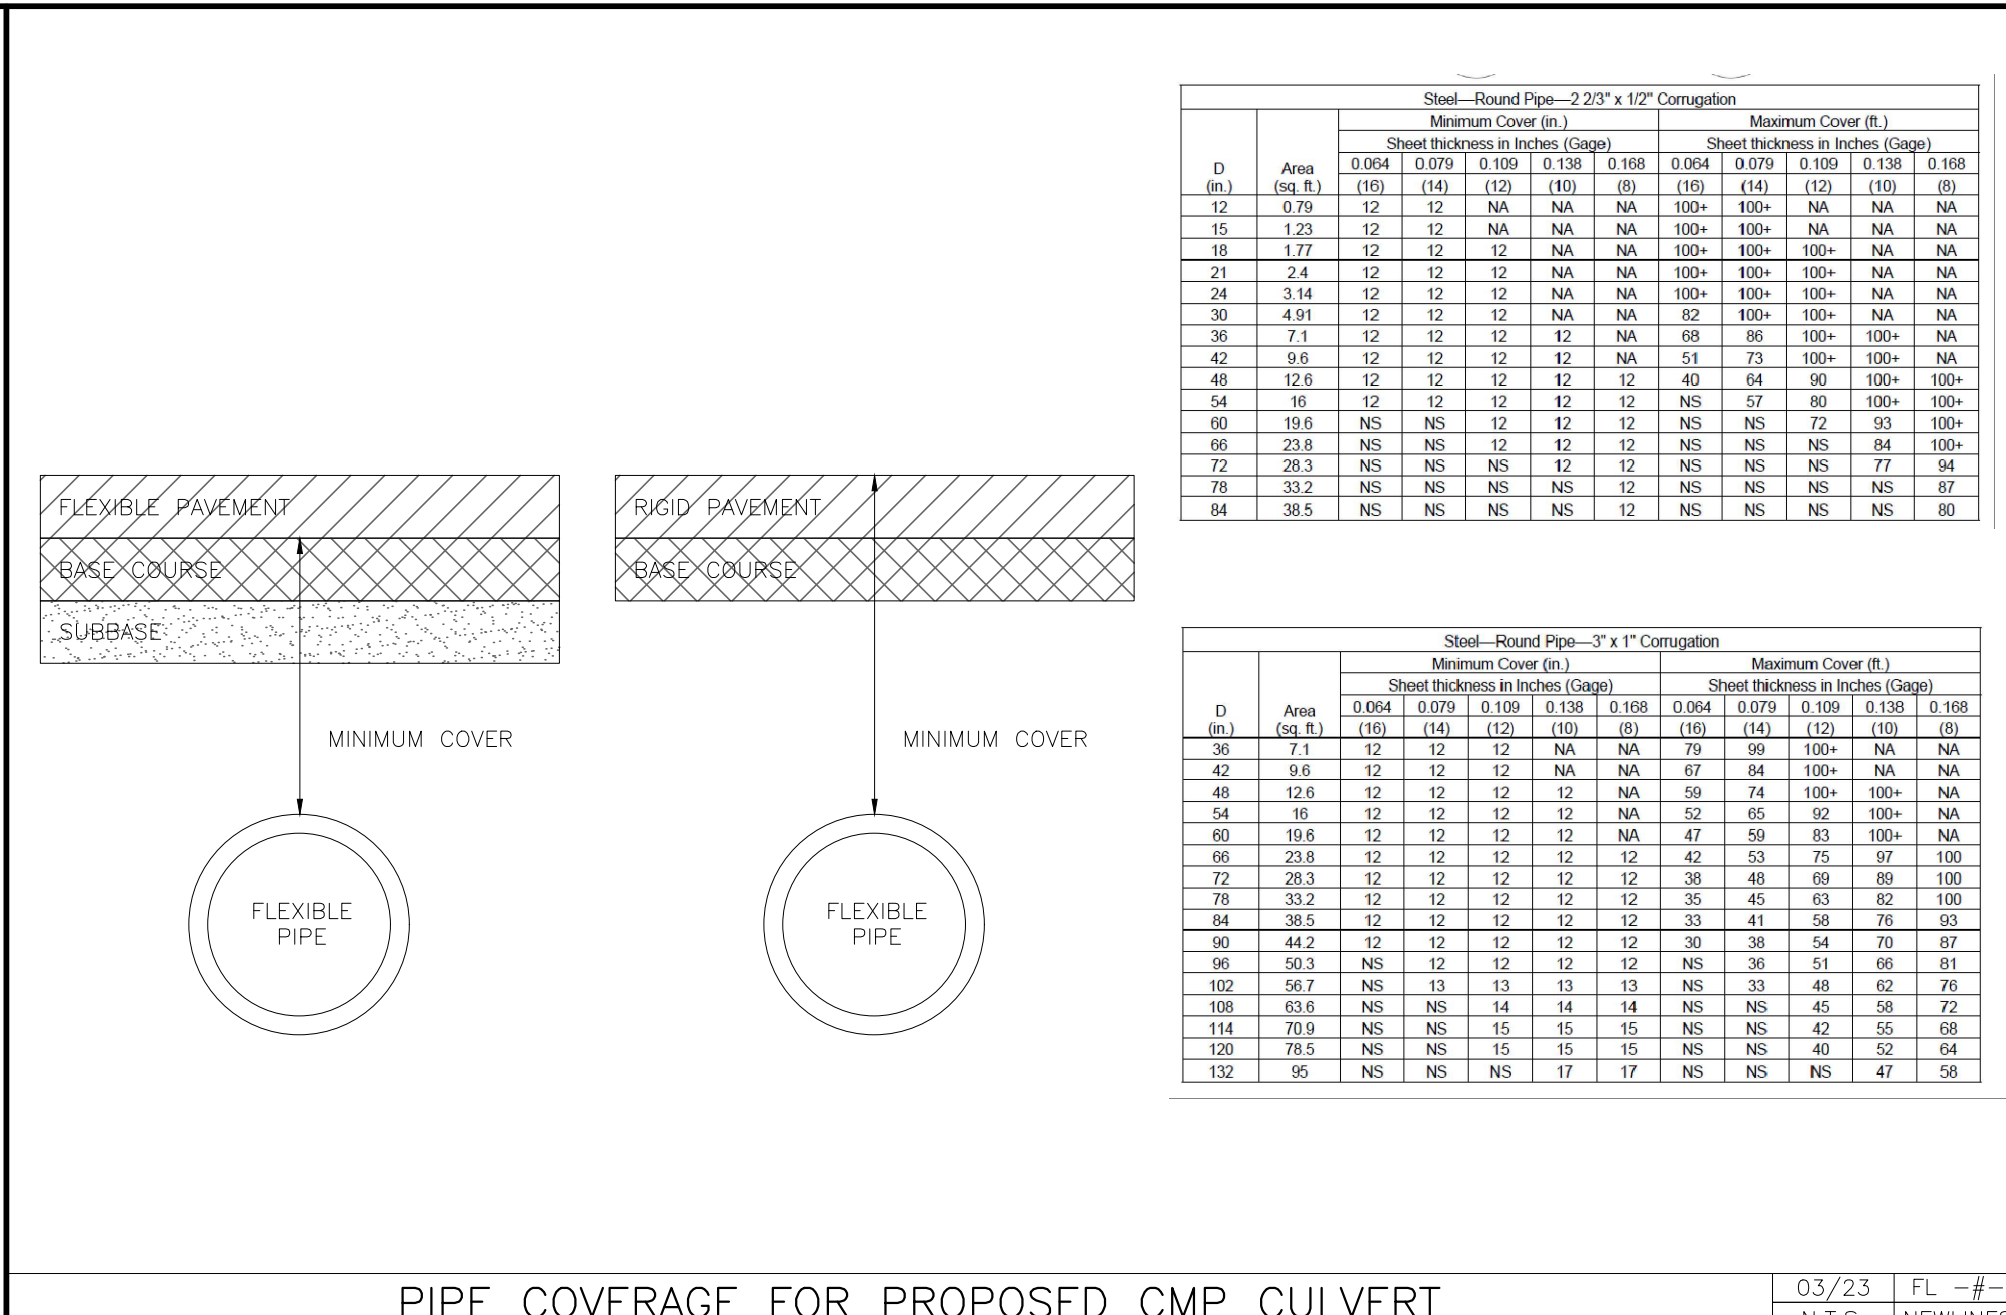 Steel—Round Pipe—2 2/3" x 1/2" Corrugation
D (in.) Area (sq. ft.) Minimum Cover (in.) Maximum Cover (ft.)
Sheet thickness in Inches (Gage) Sheet thickness in Inches (Gage)
0.064 0.079 0.109 0.138 0.168 0.064 0.079 0.109 0.138 0.168
(16) (14) (12) (10) (8) (16) (14) (12) (10) (8)
12 0.79 12 12 NA NA NA 100+ 100+ NA NA NA
15 1.23 12 12 NA NA NA 100+ 100+ NA NA NA
18 1.77 12 12 12 NA NA 100+ 100+ 100+ NA NA
21 2.4 12 12 12 NA NA 100+ 100+ 100+ NA NA
24 3.14 12 12 12 NA NA 100+ 100+ 100+ NA NA
30 4.91 12 12 12 NA NA 82 100+ 100+ NA NA
36 7.1 12 12 12 12 NA 68 86 100+ 100+ NA
42 9.6 12 12 12 12 NA 51 73 100+ 100+ NA
48 12.6 12 12 12 12 12 40 64 90 100+ 100+
54 16 12 12 12 12 12 NS 57 80 100+ 100+
60 19.6 NS NS 12 12 12 NS NS 72 93 100+
66 23.8 NS NS 12 12 12 NS NS NS 84 100+
72 28.3 NS NS NS 12 12 NS NS NS 77 94
78 33.2 NS NS NS NS 12 NS NS NS NS 87
84 38.5 NS NS NS NS 12 NS NS NS NS 80
FLEXIBLE PAVEMENT
BASE COURSE
SUBBASE
MINIMUM COVER
FLEXIBLE
PIPE
RIGID PAVEMENT
BASE COURSE
MINIMUM COVER
FLEXIBLE
PIPE
Steel—Round Pipe—3" x 1" Corrugation
D (in.) Area (sq. ft.) Minimum Cover (in.) Maximum Cover (ft.)
Sheet thickness in Inches (Gage) Sheet thickness in Inches (Gage)
0.064 0.079 0.109 0.138 0.168 0.064 0.079 0.109 0.138 0.168
(16) (14) (12) (10) (8) (16) (14) (12) (10) (8)
36 7.1 12 12 12 NA NA 79 99 100+ NA NA
42 9.6 12 12 12 NA NA 67 84 100+ NA NA
48 12.6 12 12 12 12 NA 59 74 100+ 100+ NA
54 16 12 12 12 12 NA 52 65 92 100+ NA
60 19.6 12 12 12 12 NA 47 59 83 100+ NA
66 23.8 12 12 12 12 12 42 53 75 97 100
72 28.3 12 12 12 12 12 38 48 69 89 100
78 33.2 12 12 12 12 12 35 45 63 82 100
84 38.5 12 12 12 12 12 33 41 58 76 93
90 44.2 12 12 12 12 12 30 38 54 70 87
96 50.3 NS 12 12 12 12 NS 36 51 66 81
102 56.7 NS 13 13 13 13 NS 33 48 62 76
108 63.6 NS NS 14 14 14 NS NS 45 58 72
114 70.9 NS NS 15 15 15 NS NS 42 55 68
120 78.5 NS NS 15 15 15 NS NS 40 52 64
132 95 NS NS NS 17 17 NS NS NS 47 58
PIPE COVERAGE FOR PROPOSED CMP CULVERT
03/23 FL -#-